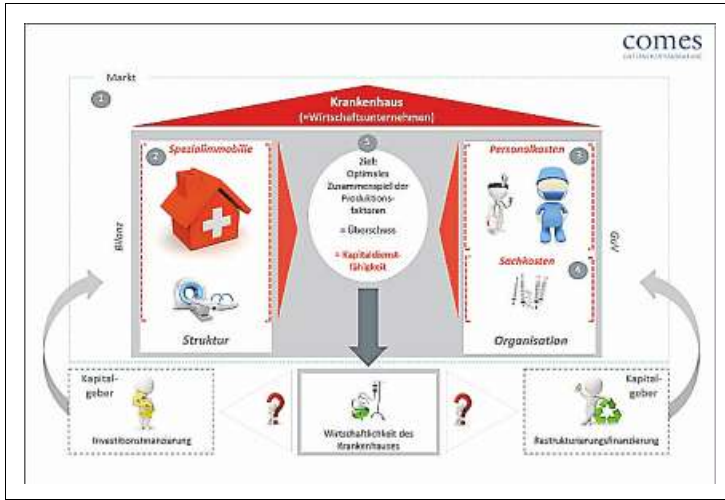 comes
Markt
1
Krankenhaus
(=Wirtschaftsunternehmen)
2
Spezialimmobilie
5
Ziel:
Optimales
Zusammenspiel der
Produktions-
faktoren
= Überschuss
= Kapitaldienst-
fähigkeit
Personalkosten
3
Sachkosten
4
Bilanz
GuV
Struktur
Organisation
Kapital-
geber
Investitionsfinanzierung
?
Wirtschaftlichkeit des
Krankenhauses
?
Kapital-
geber
Restrukturierungsfinanzierung